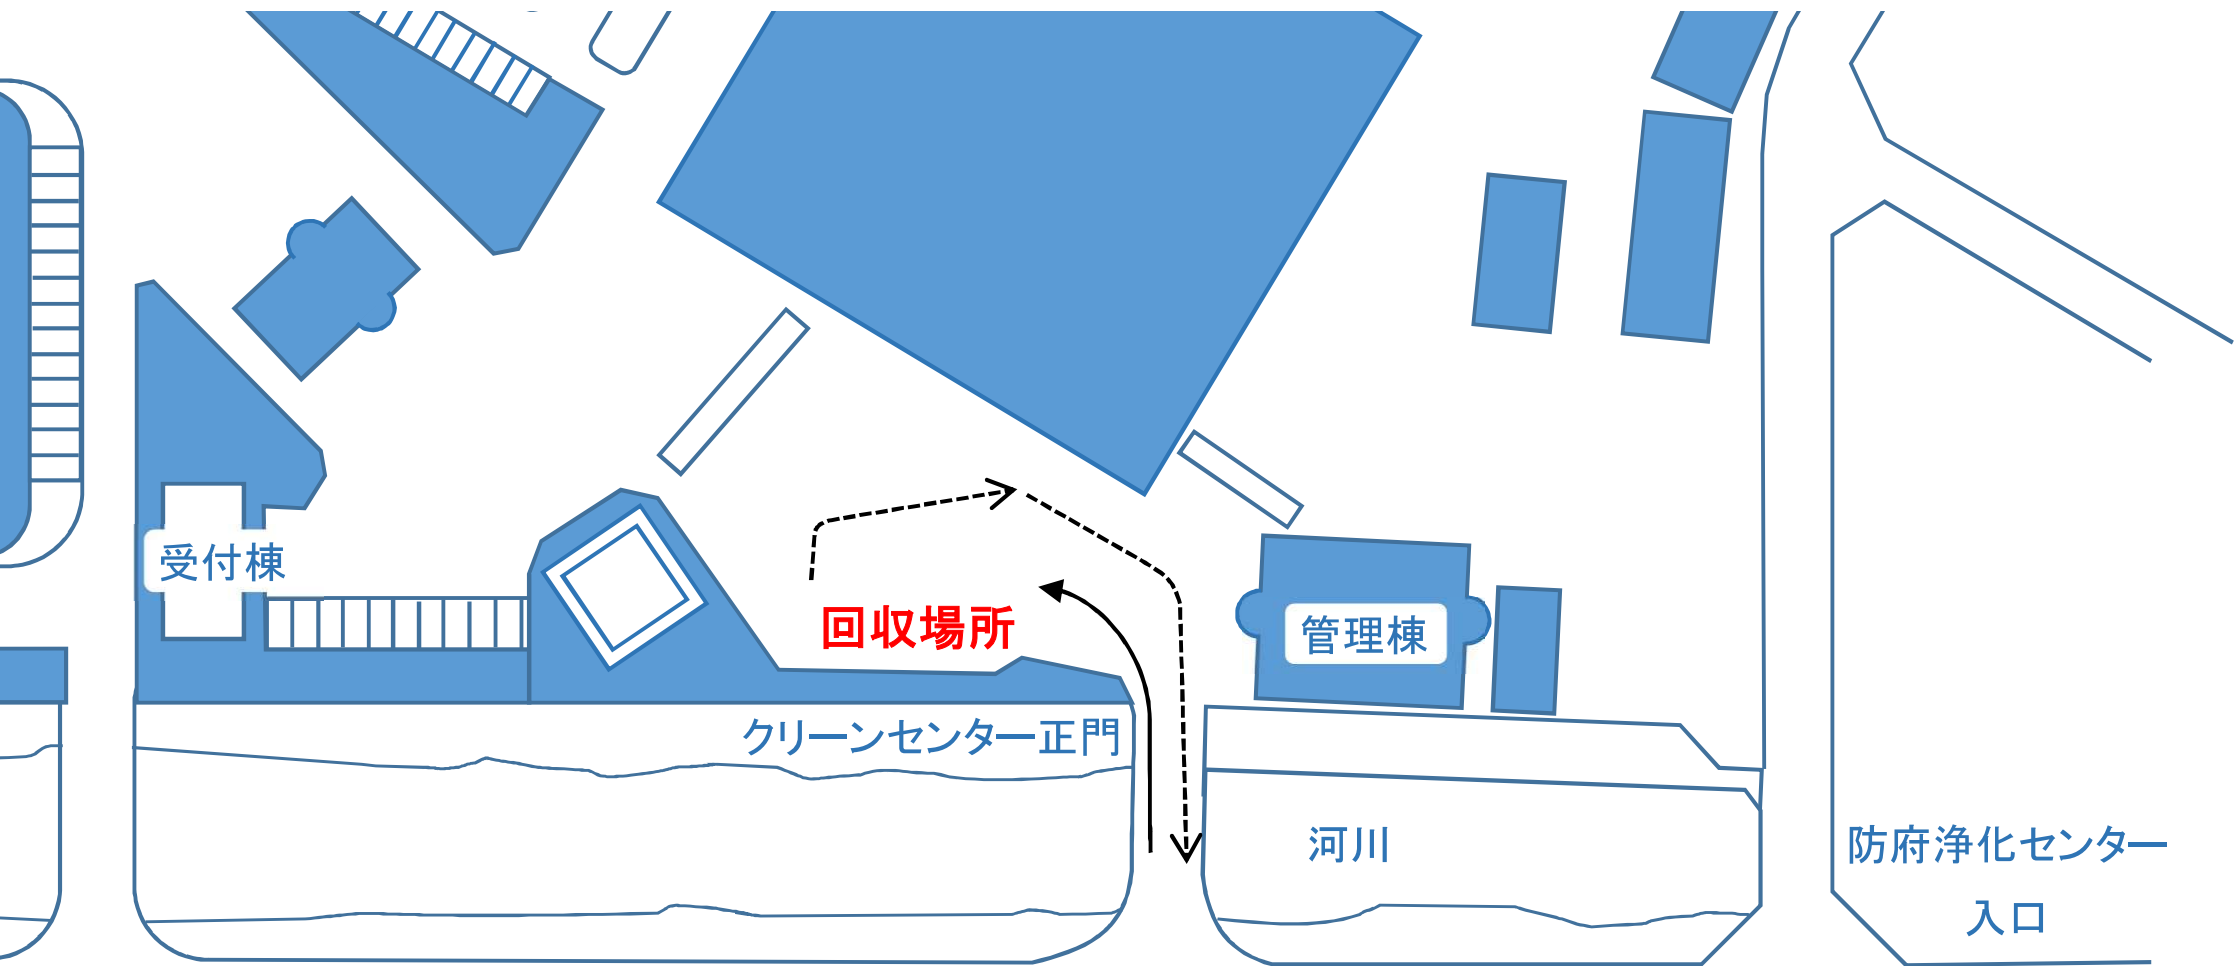 受付棟
回収場所
管理棟
クリーンセンター正門
河川
防府浄化センター
入口